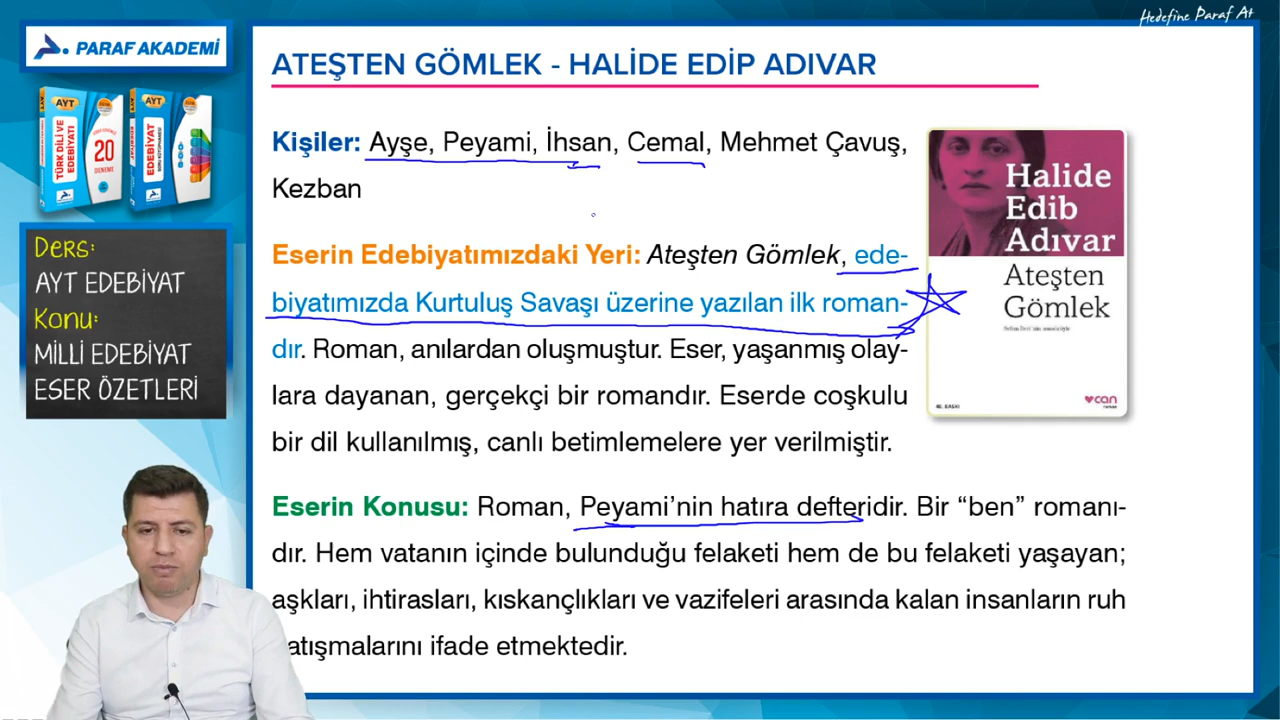 Hedefine Paraf At
PARAF AKADEMİ
ATEŞTEN GÖMLEK - HALİDE EDİP ADIVAR
Kişiler: Ayşe, Peyami, İhsan, Cemal, Mehmet Çavuş,
Kezban
Eserin Edebiyatımızdaki Yeri: Ateşten Gömlek, ede-
biyatımızda Kurtuluş Savaşı üzerine yazılan ilk roman-
dır. Roman, anılardan oluşmuştur. Eser, yaşanmış olay-
lara dayanan, gerçekçi bir romandır. Eserde coşkulu
bir dil kullanılmış, canlı betimlemelere yer verilmiştir.
Eserin Konusu: Roman, Peyami'nin hatıra defteridir. Bir “ben” romanı-
dır. Hem vatanın içinde bulunduğu felaketi hem de bu felaketi yaşayan;
aşkları, ihtirasları, kıskançlıkları ve vazifeleri arasında kalan insanların ruh
atışmalarını ifade etmektedir.
Halide
Edib
Adıvar
Ateşten
Gömlek
can
AYT
TÜRK DİLİ VE
EDEBİYATI
20
DENEME
AYT
EDEBİYAT
Ders:
AYT EDEBİYAT
Konu:
MİLLİ EDEBİYAT
ESER ÖZETLERİ